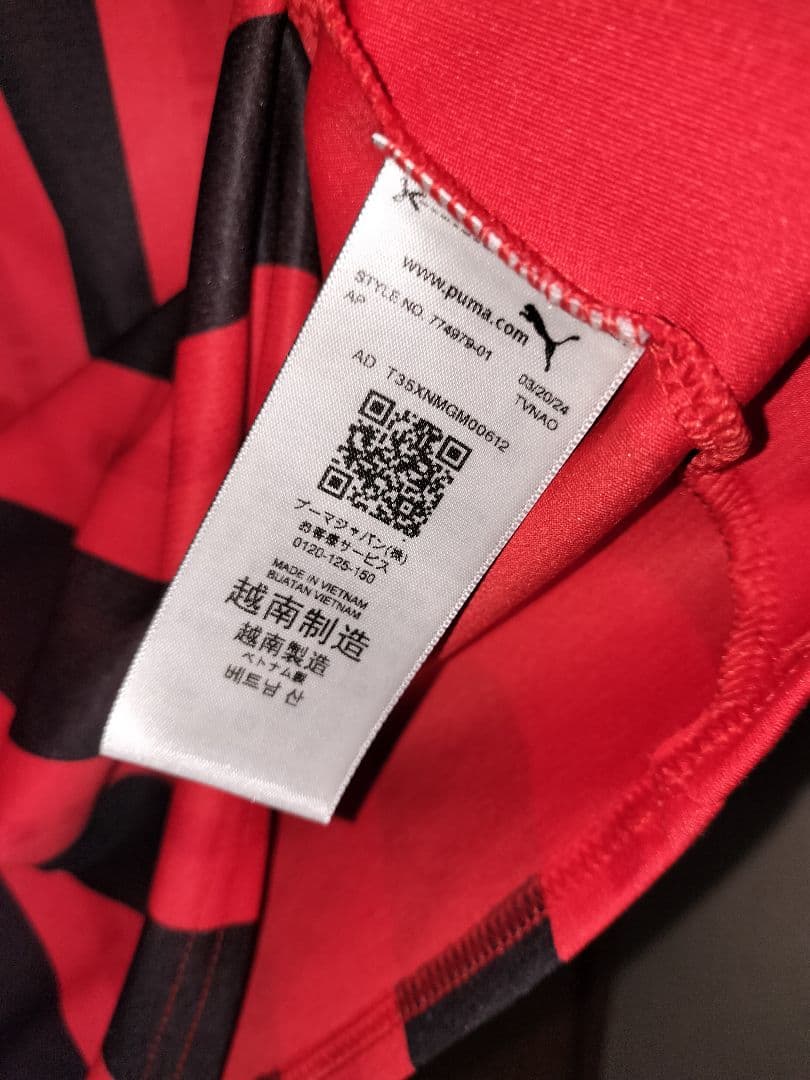 www.puma.com
STYLE NO. 774979-01
AP
03/20/24
TVNAO
AD T35XNMGM00612
プーマジャパン(株)
お客様サービス
0120-125-150
MADE IN VIETNAM
BUATAN VIETNAM
越南制造
越南製造
ベトナム製
베트남 산